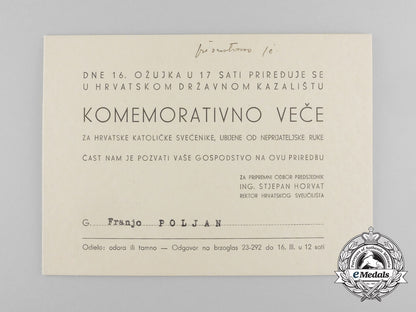 DNE 16. OŽUJKA U 17 SATI PRIREĐUJE SE
U HRVATSKOM DRŽAVNOM KAZALIŠTU
KOMEMORATIVNO VEČE
ZA HRVATSKE KATOLIČKE SVEĆENIKE, UBIJENE OD NEPRIJATELJSKE RUKE
ČAST NAM JE POZVATI VAŠE GOSPODSTVO NA OVU PRIREDBU
ZA PRIPREMNI ODBOR PREDSJEDNIK
ING. STJEPAN HORVAT
REKTOR HRVATSKOG SVEUČILIŠTA
G. Franjo POLJAN
Odielo: odora ili tamno — Odgovor na brzoglas 23-292 do 16. III. u 12 sati
eMedals